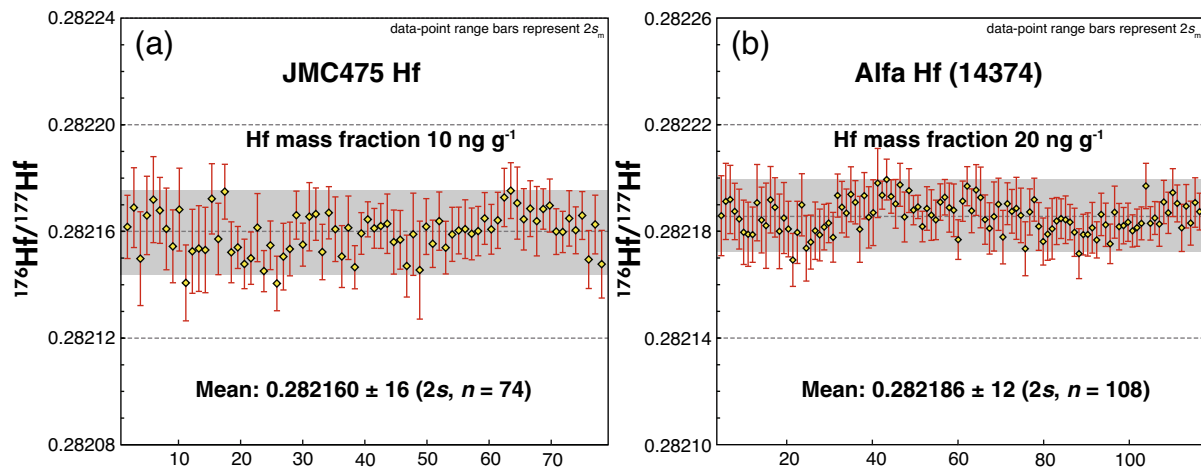 (a)
data-point range bars represent 2sₘ
JMC475 Hf
Hf mass fraction 10 ng g⁻¹
Mean: 0.282160 ± 16 (2s, n = 74)
¹⁷⁶Hf/¹⁷⁷Hf
0.28224
0.28220
0.28216
0.28212
0.28208
10 20 30 40 50 60 70
(b)
data-point range bars represent 2sₘ
Alfa Hf (14374)
Hf mass fraction 20 ng g⁻¹
Mean: 0.282186 ± 12 (2s, n = 108)
¹⁷⁶Hf/¹⁷⁷Hf
0.28226
0.28222
0.28218
0.28214
0.28210
20 40 60 80 100